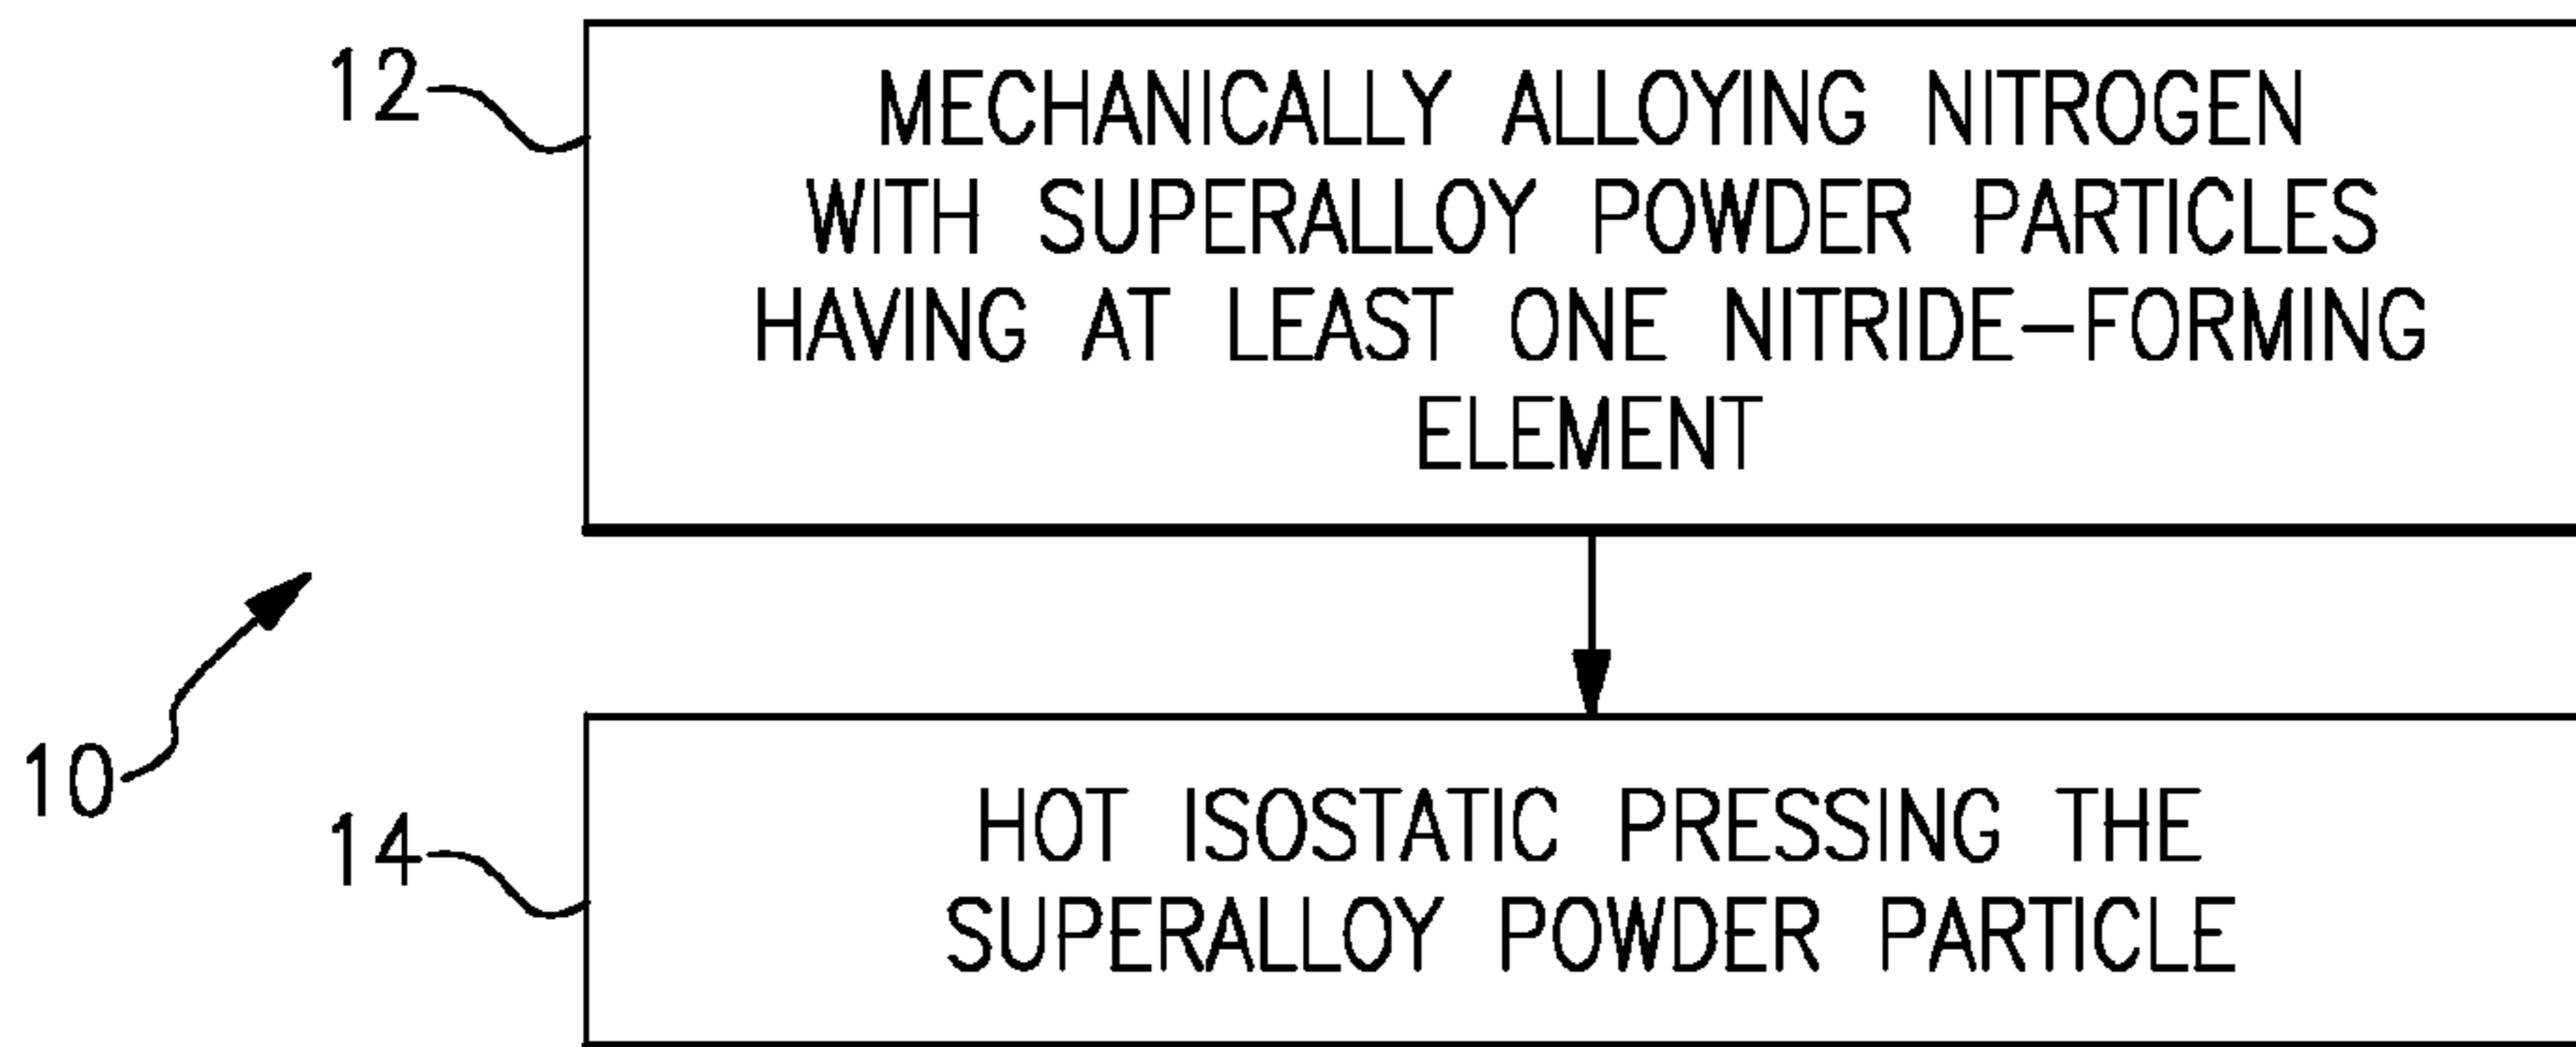 12
MECHANICALLY ALLOYING NITROGEN
WITH SUPERALLOY POWDER PARTICLES
HAVING AT LEAST ONE NITRIDE-FORMING
ELEMENT
10
14
HOT ISOSTATIC PRESSING THE
SUPERALLOY POWDER PARTICLE